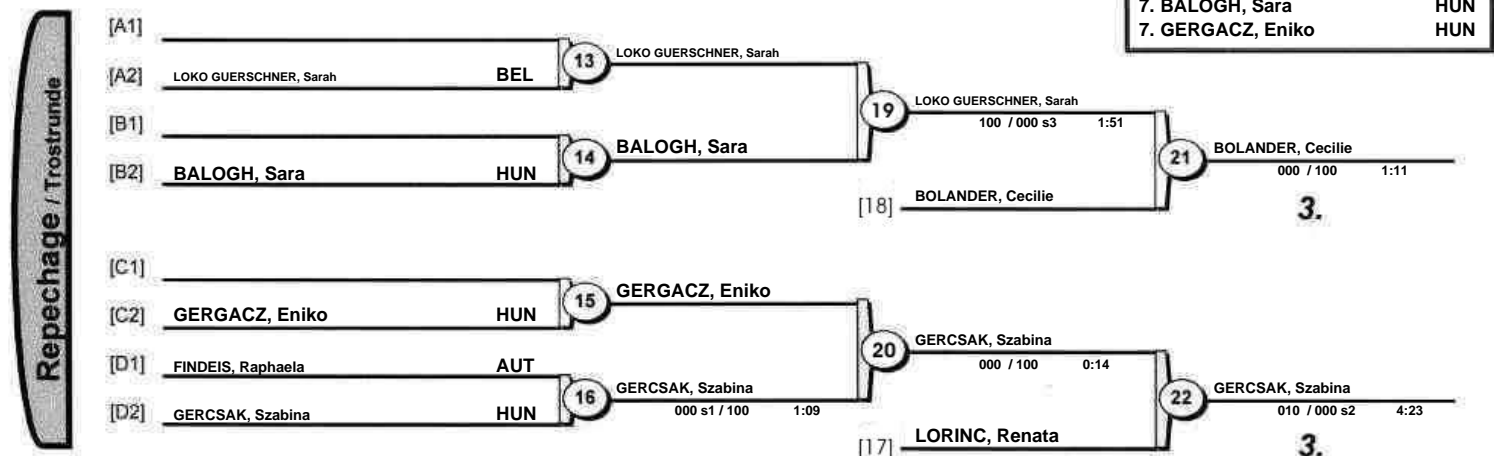 7. BALOGH, Sara HUN
7. GERGACZ, Eniko HUN
Repechage / Trostrunde
[A1]
[A2] LOKO GUERSCHNER, Sarah BEL
13 LOKO GUERSCHNER, Sarah
[B1]
[B2] BALOGH, Sara HUN
14 BALOGH, Sara
19 LOKO GUERSCHNER, Sarah
100 / 000 s3 1:51
[18] BOLANDER, Cecilie
21 BOLANDER, Cecilie
000 / 100 1:11
3.
[C1]
[C2] GERGACZ, Eniko HUN
15 GERGACZ, Eniko
[D1] FINDEIS, Raphaela AUT
[D2] GERCSAK, Szabina HUN
16 GERCSAK, Szabina
000 s1 / 100 1:09
20 GERCSAK, Szabina
000 / 100 0:14
[17] LORINC, Renata
22 GERCSAK, Szabina
010 / 000 s2 4:23
3.